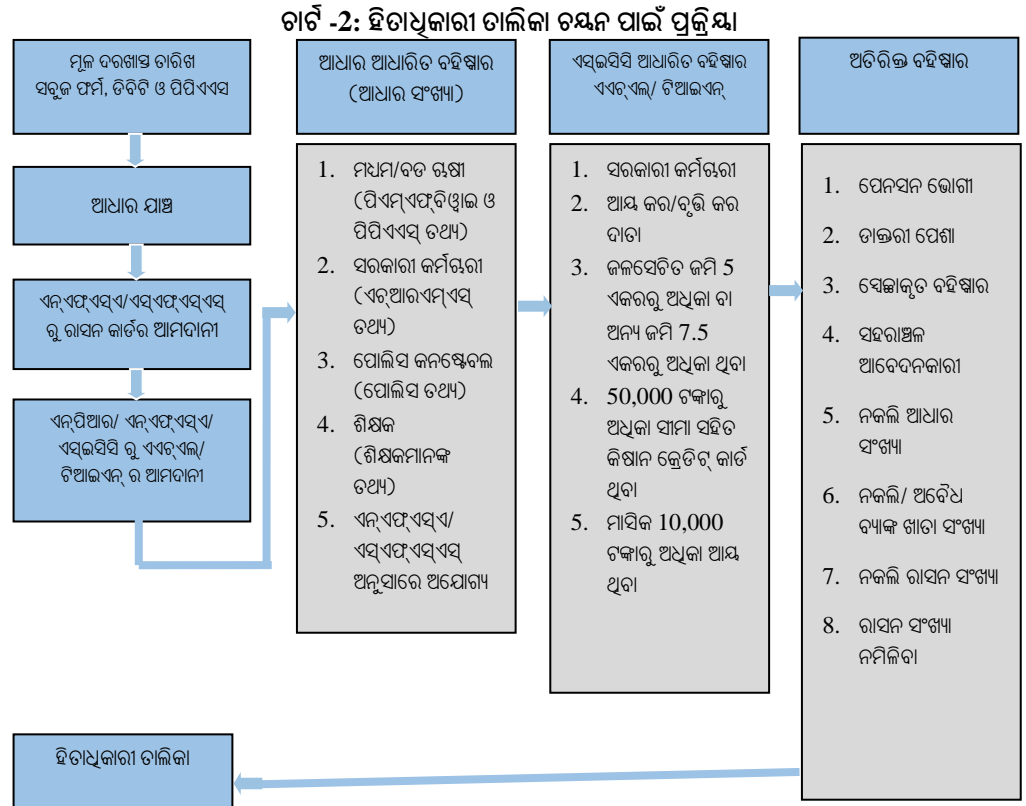 ଚାର୍ଟ -2: ହିତାଧିକାରୀ ତାଲିକା ଚୟନ ପାଇଁ ପ୍ରକ୍ରିୟା
ମୂଳ ଦରଖାସ୍ତ ତାରିଖ
ସବୁଜ ଫର୍ମ, ଡିବିଟି ଓ ପିପିଏଏସ
ଆଧାର ଯାଞ୍ଚ
ଏନ୍ଏଫ୍ଏସ୍ଏ/ଏସ୍ଏଫ୍ଏସ୍ଏସ୍
ରୁ ରାସନ କାର୍ଡର ଆମଦାନୀ
ଏନ୍ପିଆର/ ଏନ୍ଏଫ୍ଏସ୍ଏ/
ଏସ୍ଇସିସି ରୁ ଏଏଚ୍ଏଲ୍/
ଟିଆଇଏନ୍ ର ଆମଦାନୀ
ଆଧାର ଆଧାରିତ ବହିଷ୍କାର
(ଆଧାର ସଂଖ୍ୟା)
1. ମଧ୍ୟମ/ବଡ ଋଷୀ
(ପିଏମ୍ଏଫ୍ବିଓ୍ୱାଇ ଓ
ପିପିଏଏସ୍ ତଥ୍ୟ)
2. ସରକାରୀ କର୍ମଚାରୀ
(ଏଚ୍ଆରଏମ୍ଏସ୍
ତଥ୍ୟ)
3. ପୋଲିସ କନଷ୍ଟେବଲ
(ପୋଲିସ ତଥ୍ୟ)
4. ଶିକ୍ଷକ
(ଶିକ୍ଷକମାନଙ୍କ
ତଥ୍ୟ)
5. ଏନ୍ଏଫ୍ଏସ୍ଏ/
ଏସ୍ଏଫ୍ଏସ୍ଏସ୍
ଅନୁସାରେ ଅଯୋଗ୍ୟ
ଏସ୍ଇସିସି ଆଧାରିତ ବହିଷ୍କାର
ଏଏଚ୍ଏଲ୍/ ଟିଆଇଏନ୍
1. ସରକାରୀ କର୍ମଚାରୀ
2. ଆୟ କର/ବୃତ୍ତି କର
ଦାତା
3. ଜଳସେଚିତ ଜମି 5
ଏକରରୁ ଅଧିକା ବା
ଅନ୍ୟ ଜମି 7.5
ଏକରରୁ ଅଧିକା ଥିବା
4. 50,000 ଟଙ୍କାରୁ
ଅଧିକା ସୀମା ସହିତ
କିଷାନ କ୍ରେଡିଟ୍ କାର୍ଡ
ଥିବା
5. ମାସିକ 10,000
ଟଙ୍କାରୁ ଅଧିକା ଆୟ
ଥିବା
ଅତିରିକ୍ତ ବହିଷ୍କାର
1. ପେନସନ ଭୋଗୀ
2. ଡାକ୍ତରୀ ପେଶା
3. ସ୍ୱେଚ୍ଛାକୃତ ବହିଷ୍କାର
4. ସହରାଞ୍ଚଳ
ଆବେଦନକାରୀ
5. ନକଲି ଆଧାର
ସଂଖ୍ୟା
6. ନକଲି/ ଅବୈଧ
ବ୍ୟାଙ୍କ ଖାତା ସଂଖ୍ୟା
7. ନକଲି ରାସନ ସଂଖ୍ୟା
8. ରାସନ ସଂଖ୍ୟା
ନମିଳିବା
ହିତାଧିକାରୀ ତାଲିକା